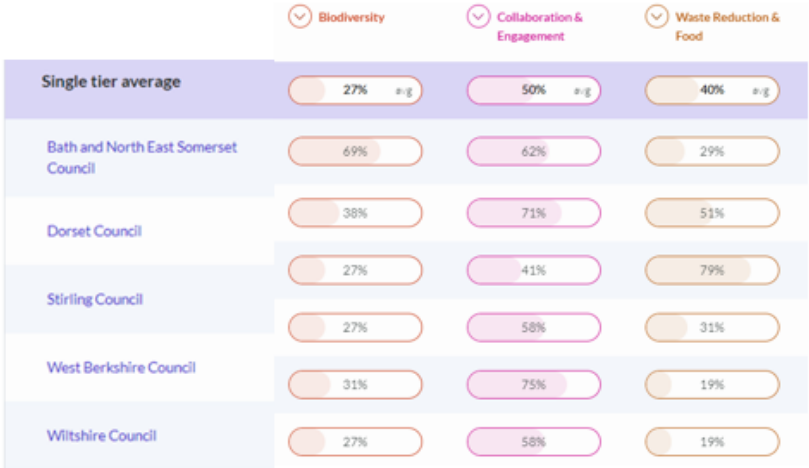 Biodiversity
Collaboration &
Engagement
Waste Reduction &
Food
Single tier average
27% avg
50% avg
40% avg
Bath and North East Somerset
Council
69%
62%
29%
Dorset Council
38%
71%
51%
Stirling Council
27%
41%
79%
27%
58%
31%
West Berkshire Council
31%
75%
19%
Wiltshire Council
27%
58%
19%